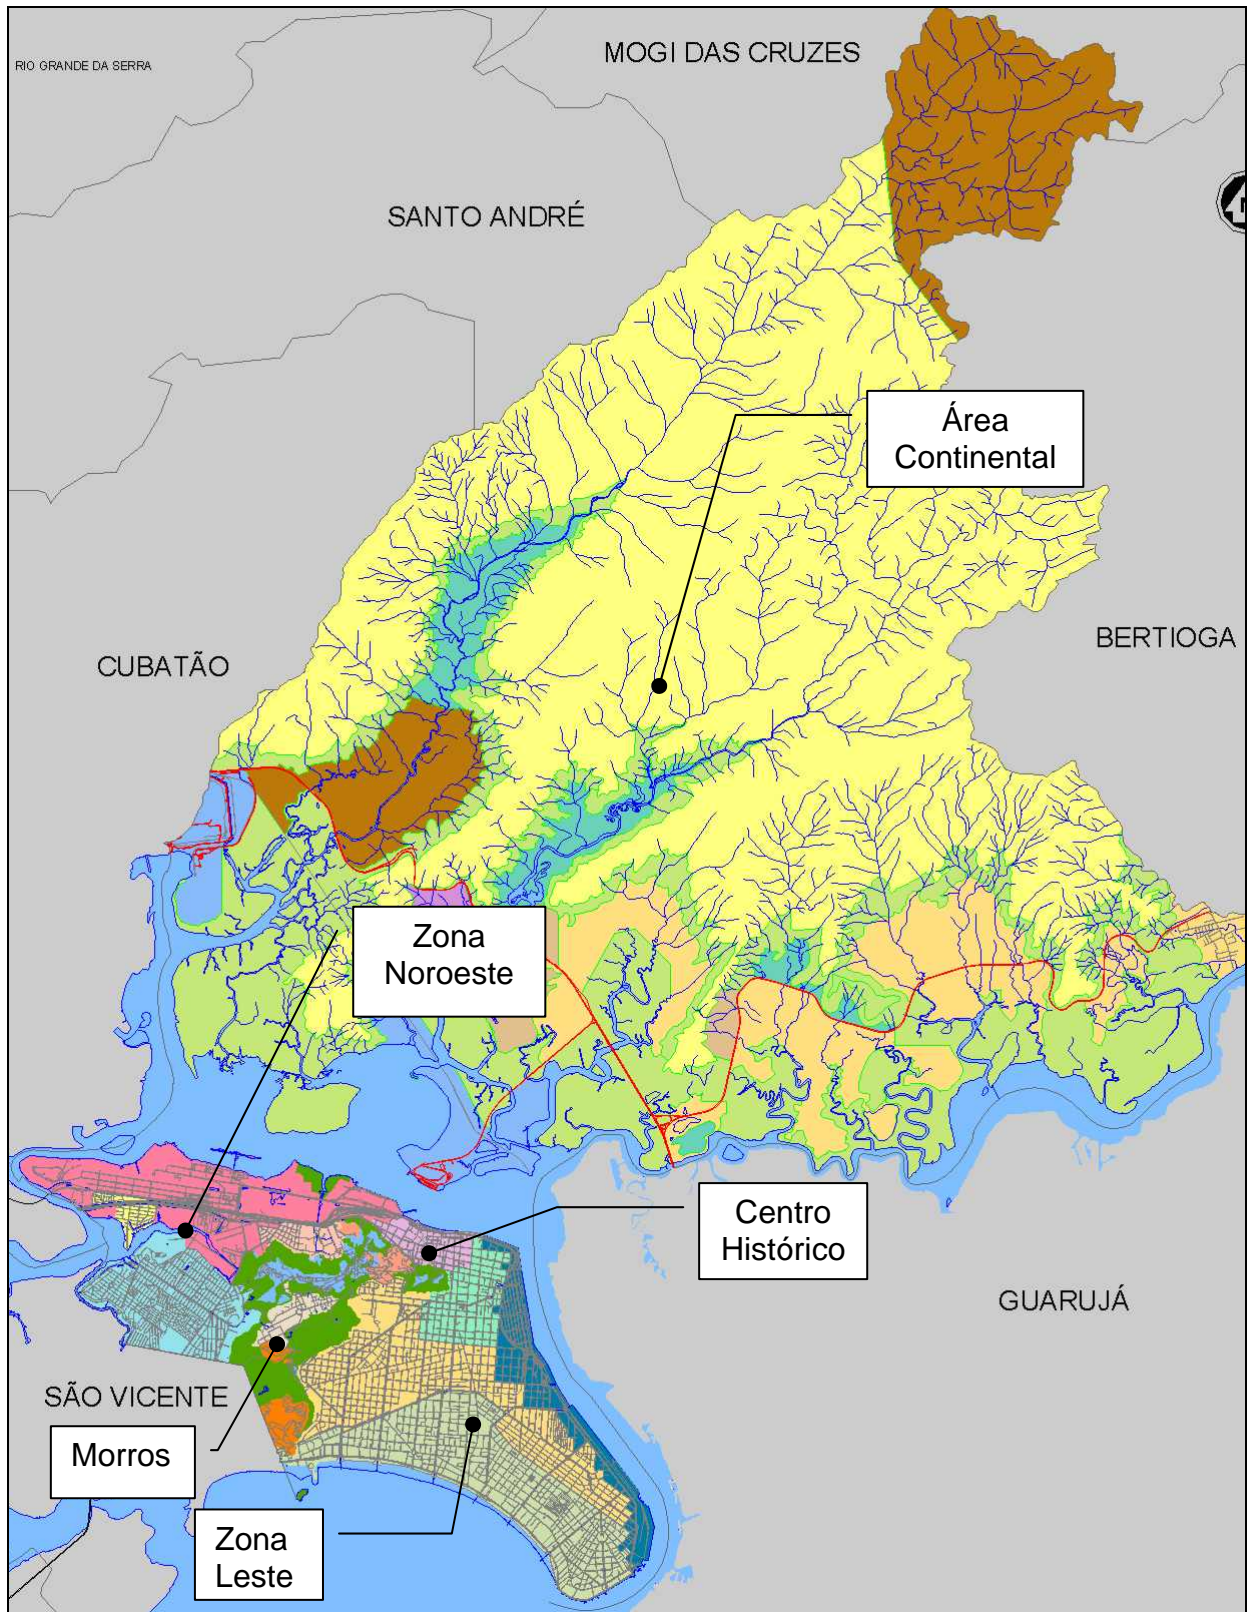 MOGI DAS CRUZES
RIO GRANDE DA SERRA
SANTO ANDRÉ
Área
Continental
BERTIOGA
CUBATÃO
Zona
Noroeste
Centro
Histórico
GUARUJÁ
SÃO VICENTE
Morros
Zona
Leste